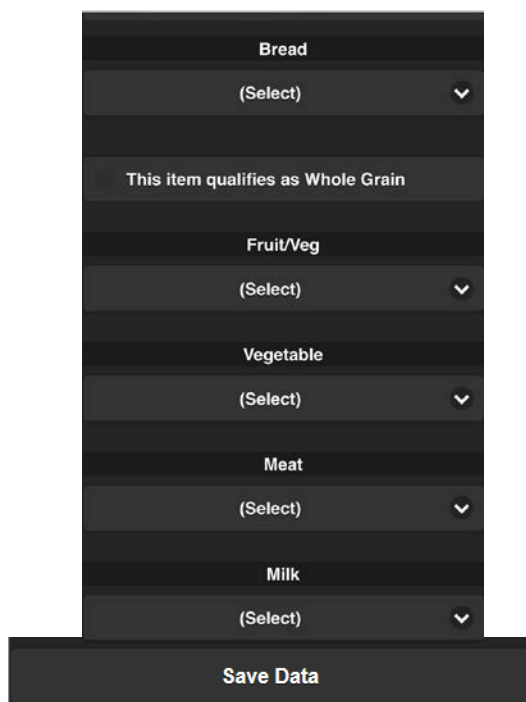 Bread
(Select)
This item qualifies as Whole Grain
Fruit/Veg
(Select)
Vegetable
(Select)
Meat
(Select)
Milk
(Select)
Save Data